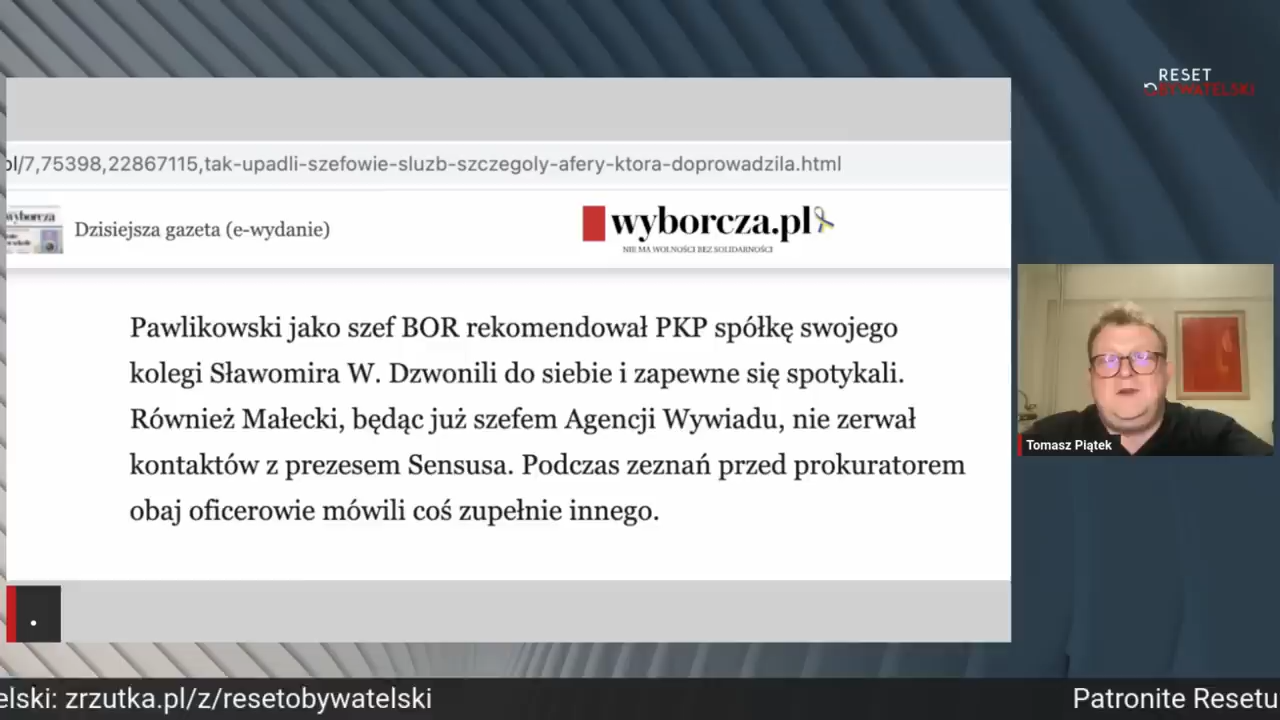 RESET
OBYWATELSKI
/7,75398,22867115,tak-upadli-szefowie-sluzb-szczegoly-afery-ktora-doprowadzila.html
wyborcza
Dzisiejsza gazeta (e-wydanie)
wyborcza.pl
NIE MA WOLNOŚCI BEZ SOLIDARNOŚCI
Pawlikowski jako szef BOR rekomendował PKP spółkę swojego
kolegi Sławomira W. Dzwonili do siebie i zapewne się spotykali.
Również Małecki, będąc już szefem Agencji Wywiadu, nie zerwał
kontaktów z prezesem Sensusa. Podczas zeznań przed prokuratorem
obaj oficerowie mówili coś zupełnie innego.
Tomasz Piątek
.
elski: zrzutka.pl/z/resetobywatelski
Patronite Resetu